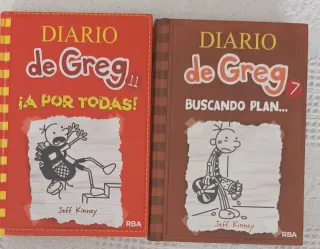 DIARIO
de Greg 11
¡A POR TODAS!
Jeff Kinney
RBA
DIARIO
de Greg 7
BUSCANDO PLAN...
Jeff Kinney
RBA